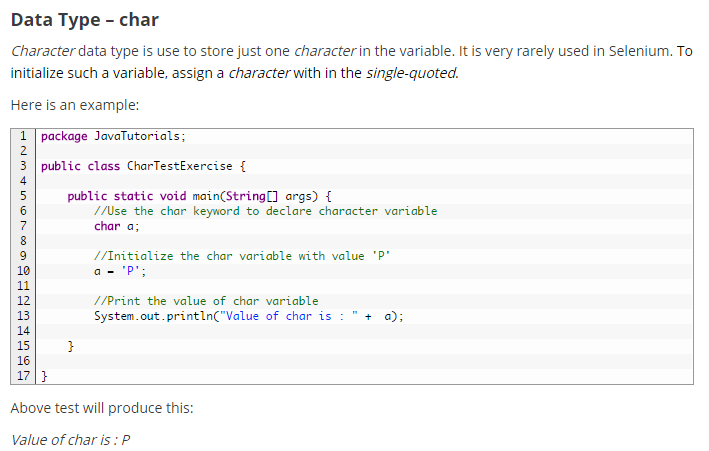 Data Type – char
Character data type is use to store just one character in the variable. It is very rarely used in Selenium. To
initialize such a variable, assign a character with in the single-quoted.
Here is an example:
1 package JavaTutorials;
2
3 public class CharTestExercise {
4
5     public static void main(String[] args) {
6         //Use the char keyword to declare character variable
7         char a;
8
9         //Initialize the char variable with value 'P'
10         a = 'P';
11
12         //Print the value of char variable
13         System.out.println("Value of char is : " +  a);
14
15     }
16
17 }
Above test will produce this:
Value of char is : P